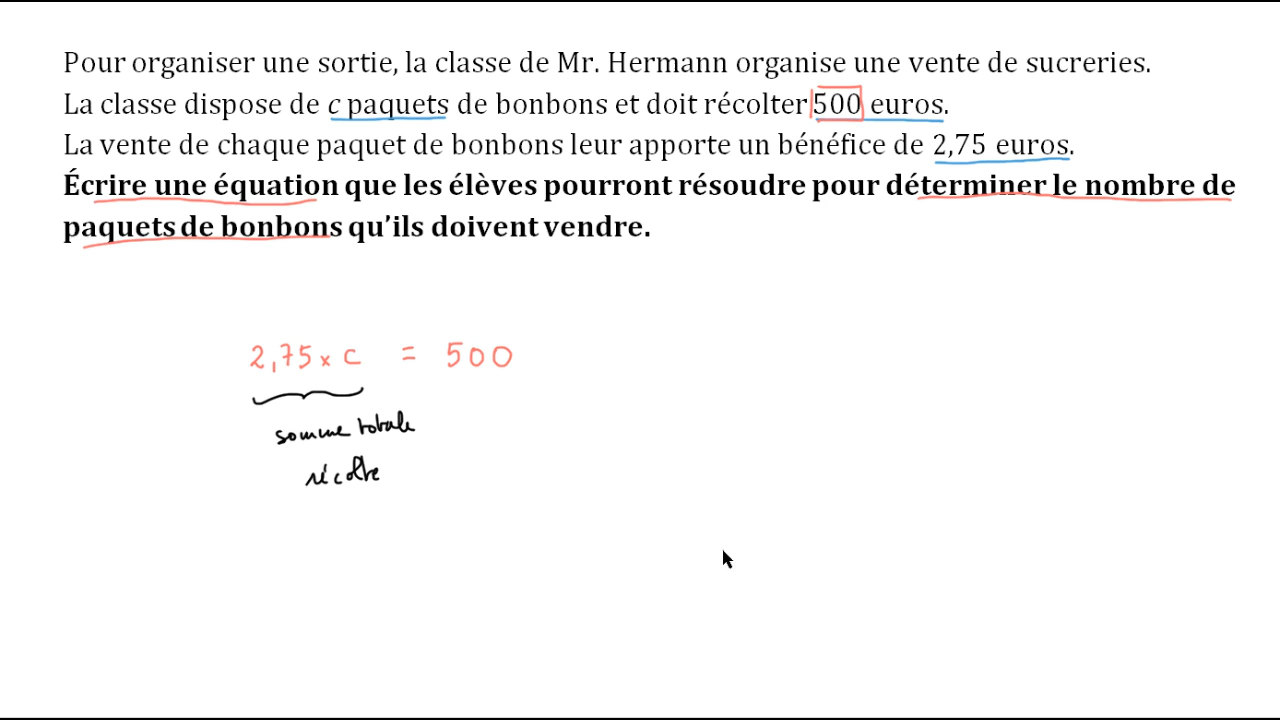 Pour organiser une sortie, la classe de Mr. Hermann organise une vente de sucreries.
La classe dispose de c paquets de bonbons et doit récolter 500 euros.
La vente de chaque paquet de bonbons leur apporte un bénéfice de 2,75 euros.
Écrire une équation que les élèves pourront résoudre pour déterminer le nombre de
paquets de bonbons qu'ils doivent vendre.
2,75 × c = 500
somme totale